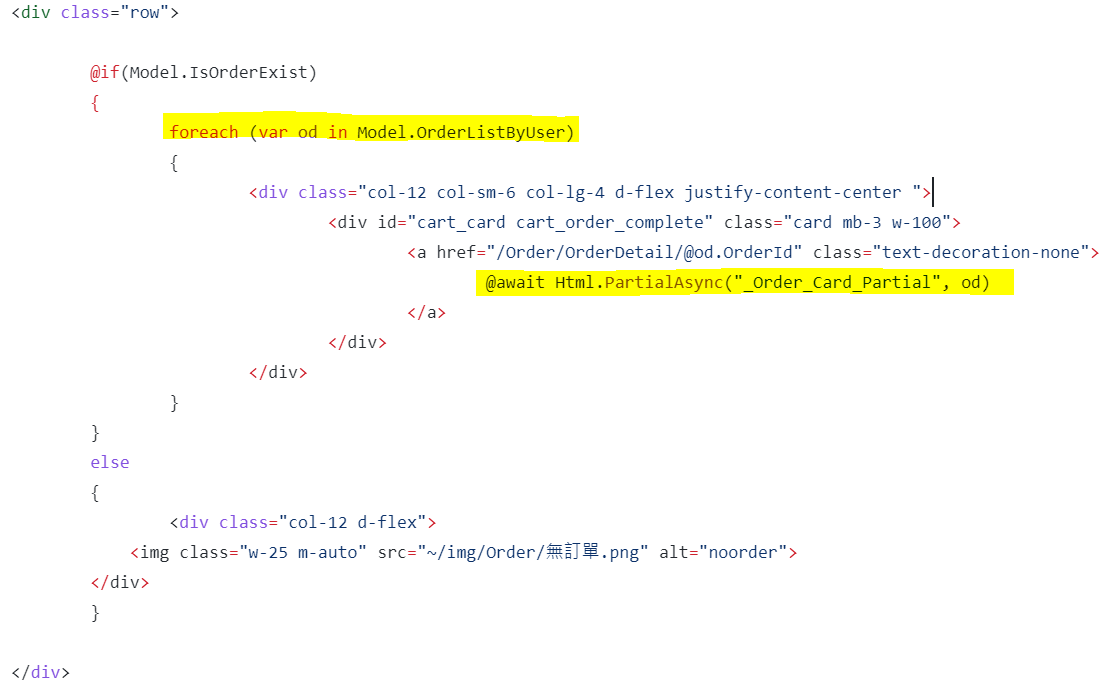 <div class="row">
@if(Model.IsOrderExist)
{
foreach (var od in Model.OrderListByUser)
{
<div class="col-12 col-sm-6 col-lg-4 d-flex justify-content-center ">
<div id="cart_card cart_order_complete" class="card mb-3 w-100">
<a href="/Order/OrderDetail/@od.OrderId" class="text-decoration-none">
@await Html.PartialAsync("_Order_Card_Partial", od)
</a>
</div>
</div>
}
}
else
{
<div class="col-12 d-flex">
<img class="w-25 m-auto" src="~/img/Order/無訂單.png" alt="noorder">
</div>
}
</div>